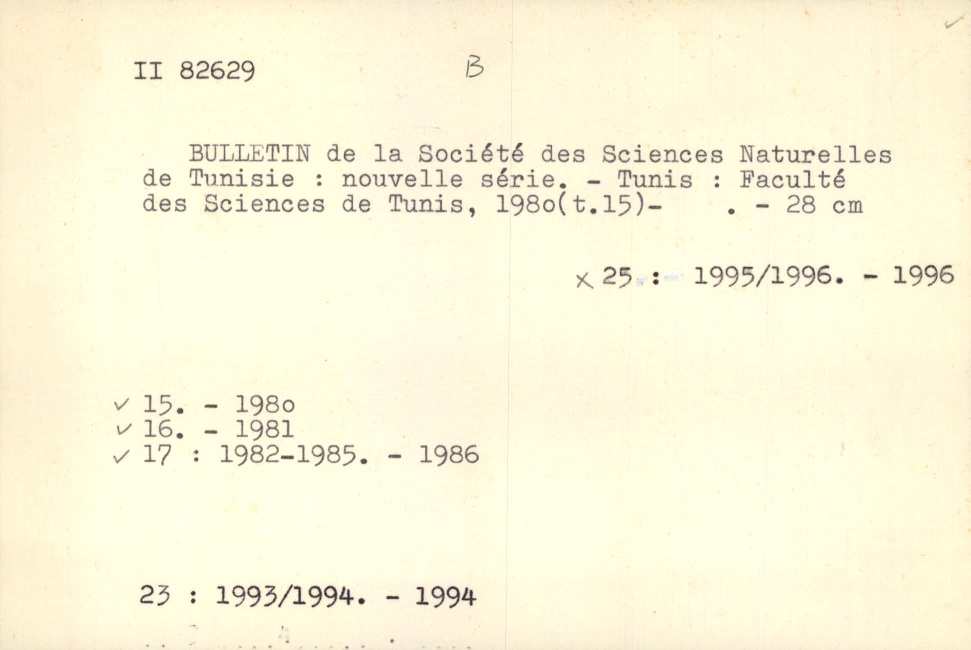 II 82629 B
BULLETIN de la Société des Sciences Naturelles
de Tunisie : nouvelle série. - Tunis : Faculté
des Sciences de Tunis, 198o(t.15)- . - 28 cm
x 25 : 1995/1996. - 1996
✓ 15. - 198o
✓ 16. - 1981
✓ 17 : 1982-1985. - 1986
23 : 1993/1994. - 1994